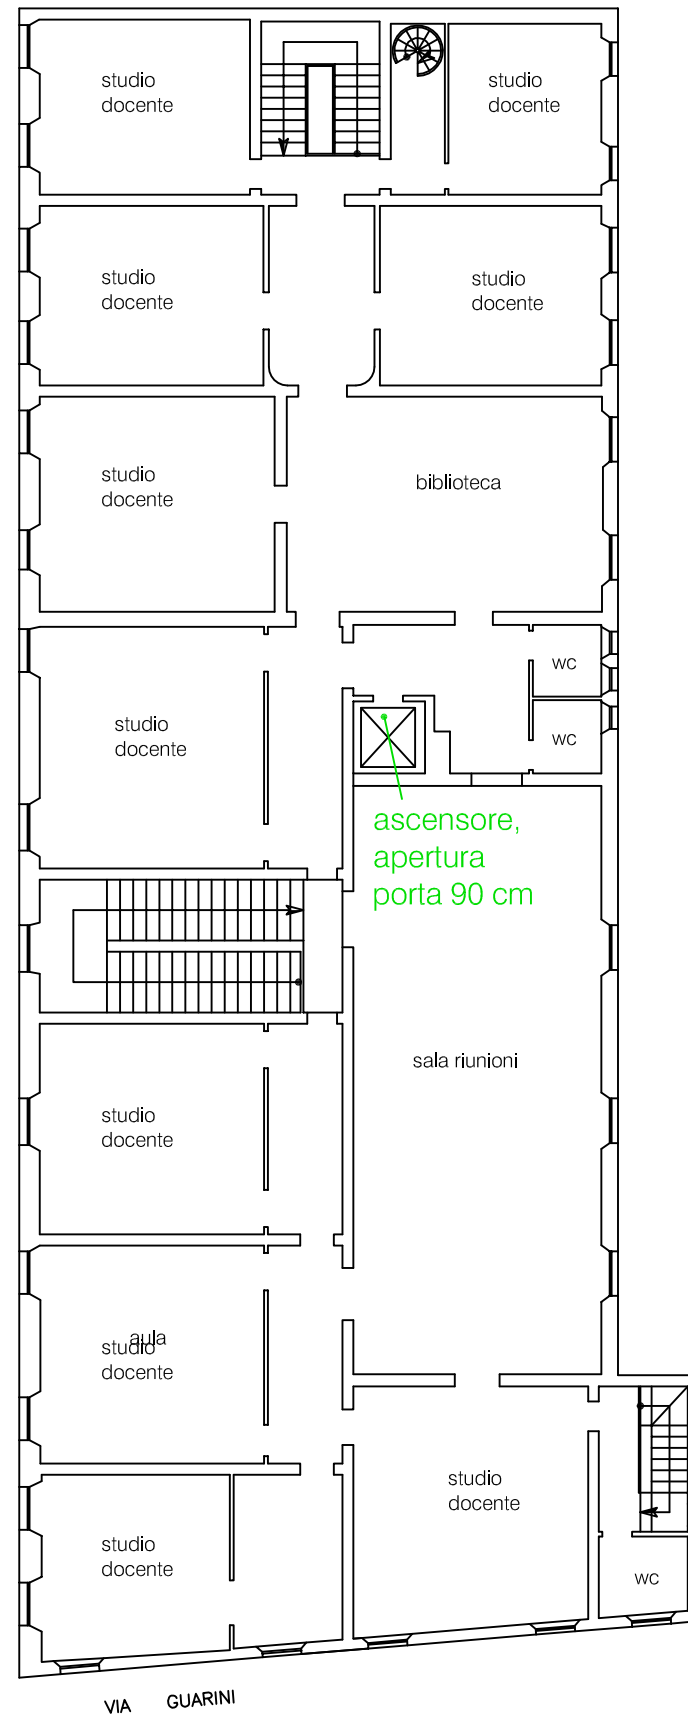 studio
docente
studio
docente
studio
docente
studio
docente
studio
docente
biblioteca
wc
studio
docente
wc
ascensore,
apertura
porta 90 cm
sala riunioni
studio
docente
aula
studio
docente
studio
docente
studio
docente
wc
VIA GUARINI